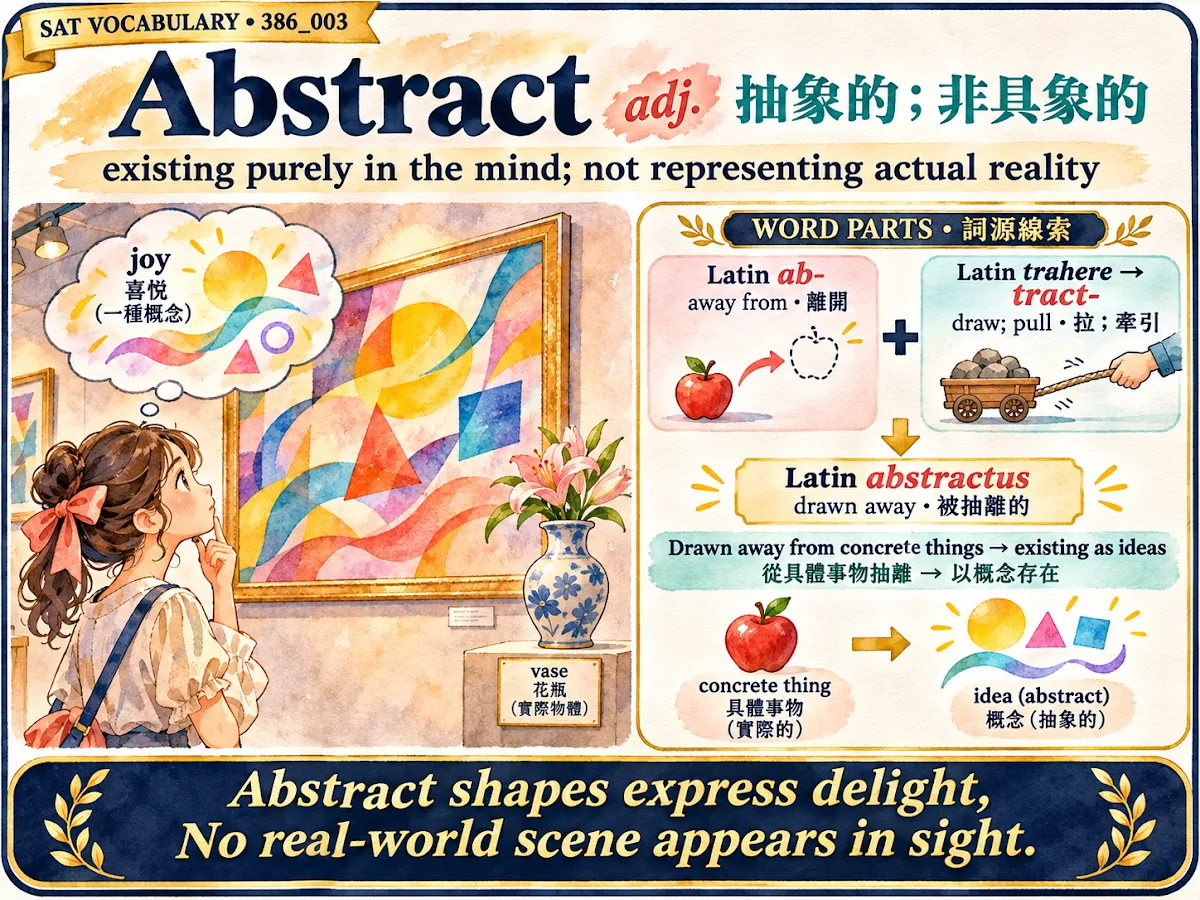 SAT VOCABULARY • 386_003
Abstract adj. 抽象的；非具象的
existing purely in the mind; not representing actual reality
joy
喜悅
(一種概念)
vase
花瓶
(實際物體)
WORD PARTS • 詞源線索
Latin ab-
away from • 離開
+
Latin trahere →
tract-
draw; pull • 拉；牽引
Latin abstractus
drawn away • 被抽離的
Drawn away from concrete things → existing as ideas
從具體事物抽離 → 以概念存在
concrete thing
具體事物
(實際的)
idea (abstract)
概念 (抽象的)
Abstract shapes express delight,
No real-world scene appears in sight.